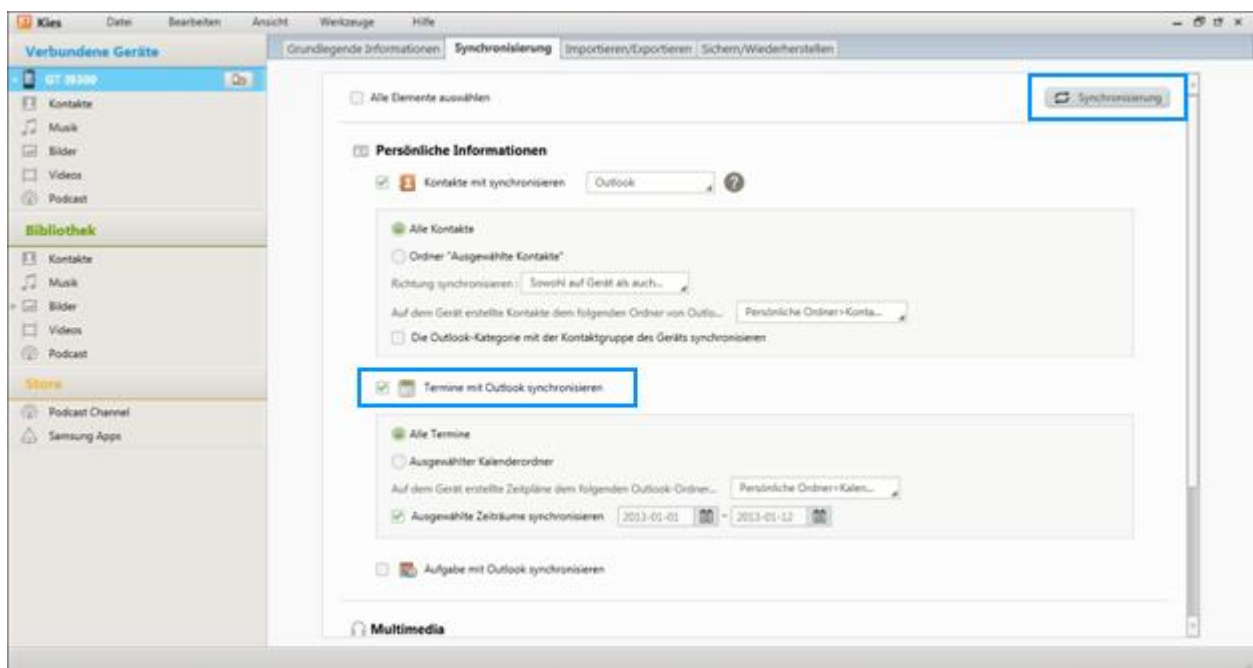 Kies Datei Bearbeiten Ansicht Werkzeuge Hilfe
Verbundene Geräte
GT I9300
Kontakte
Musik
Bilder
Videos
Podcast
Bibliothek
Kontakte
Musik
Bilder
Videos
Podcast
Store
Podcast Channel
Samsung Apps
Grundlegende Informationen Synchronisierung Importieren/Exportieren Sichern/Wiederherstellen
Alle Elemente auswählen Synchronisierung
Persönliche Informationen
Kontakte mit synchronisieren Outlook ?
Alle Kontakte
Ordner "Ausgewählte Kontakte"
Richtung synchronisieren : Sowohl auf Gerät als auch...
Auf dem Gerät erstellte Kontakte dem folgenden Ordner von Outlo... Persönliche Ordner>Konta...
Die Outlook-Kategorie mit der Kontaktgruppe des Geräts synchronisieren
Termine mit Outlook synchronisieren
Alle Termine
Ausgewählter Kalenderordner
Auf dem Gerät erstellte Zeitpläne dem folgenden Outlook-Ordner... Persönliche Ordner>Kalen...
Ausgewählte Zeiträume synchronisieren 2013-01-01 ~ 2013-01-12
Aufgabe mit Outlook synchronisieren
Multimedia